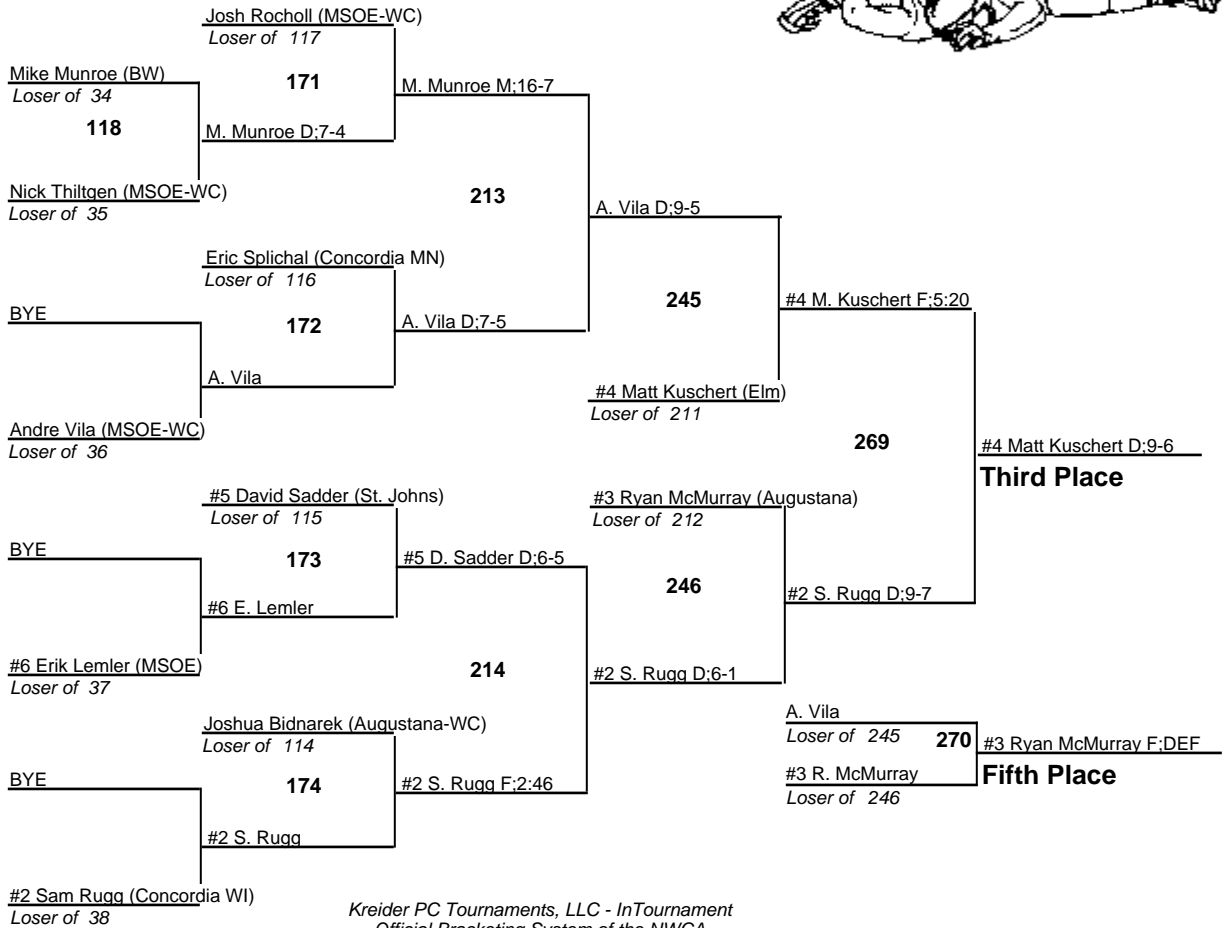 Josh Rocholl (MSOE-WC)
Loser of 117
Mike Munroe (BW)
Loser of 34
171
M. Munroe M;16-7
118
M. Munroe D;7-4
Nick Thiltgen (MSOE-WC)
Loser of 35
213
A. Vila D;9-5
Eric Splichal (Concordia MN)
Loser of 116
BYE
172
A. Vila D;7-5
245
#4 M. Kuschert F;5:20
A. Vila
#4 Matt Kuschert (Elm)
Loser of 211
Andre Vila (MSOE-WC)
Loser of 36
269
#4 Matt Kuschert D;9-6
Third Place
#5 David Sadder (St. Johns)
Loser of 115
#3 Ryan McMurray (Augustana)
Loser of 212
BYE
173
#5 D. Sadder D;6-5
246
#2 S. Rugg D;9-7
#6 E. Lemler
#6 Erik Lemler (MSOE)
Loser of 37
214
#2 S. Rugg D;6-1
Joshua Bidnarek (Augustana-WC)
Loser of 114
A. Vila
Loser of 245
270
#3 Ryan McMurray F;DEF
Fifth Place
BYE
174
#2 S. Rugg F;2:46
#3 R. McMurray
Loser of 246
#2 S. Rugg
#2 Sam Rugg (Concordia WI)
Loser of 38
Kreider PC Tournaments, LLC - InTournament
Official Bracketing System of the NWCA